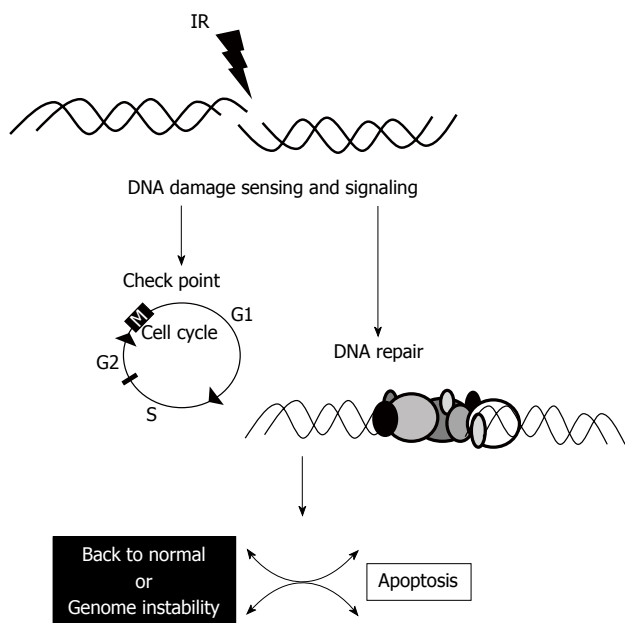 IR
DNA damage sensing and signaling
Check point
M
G1
Cell cycle
G2
S
DNA repair
Back to normal
or
Genome instability
Apoptosis